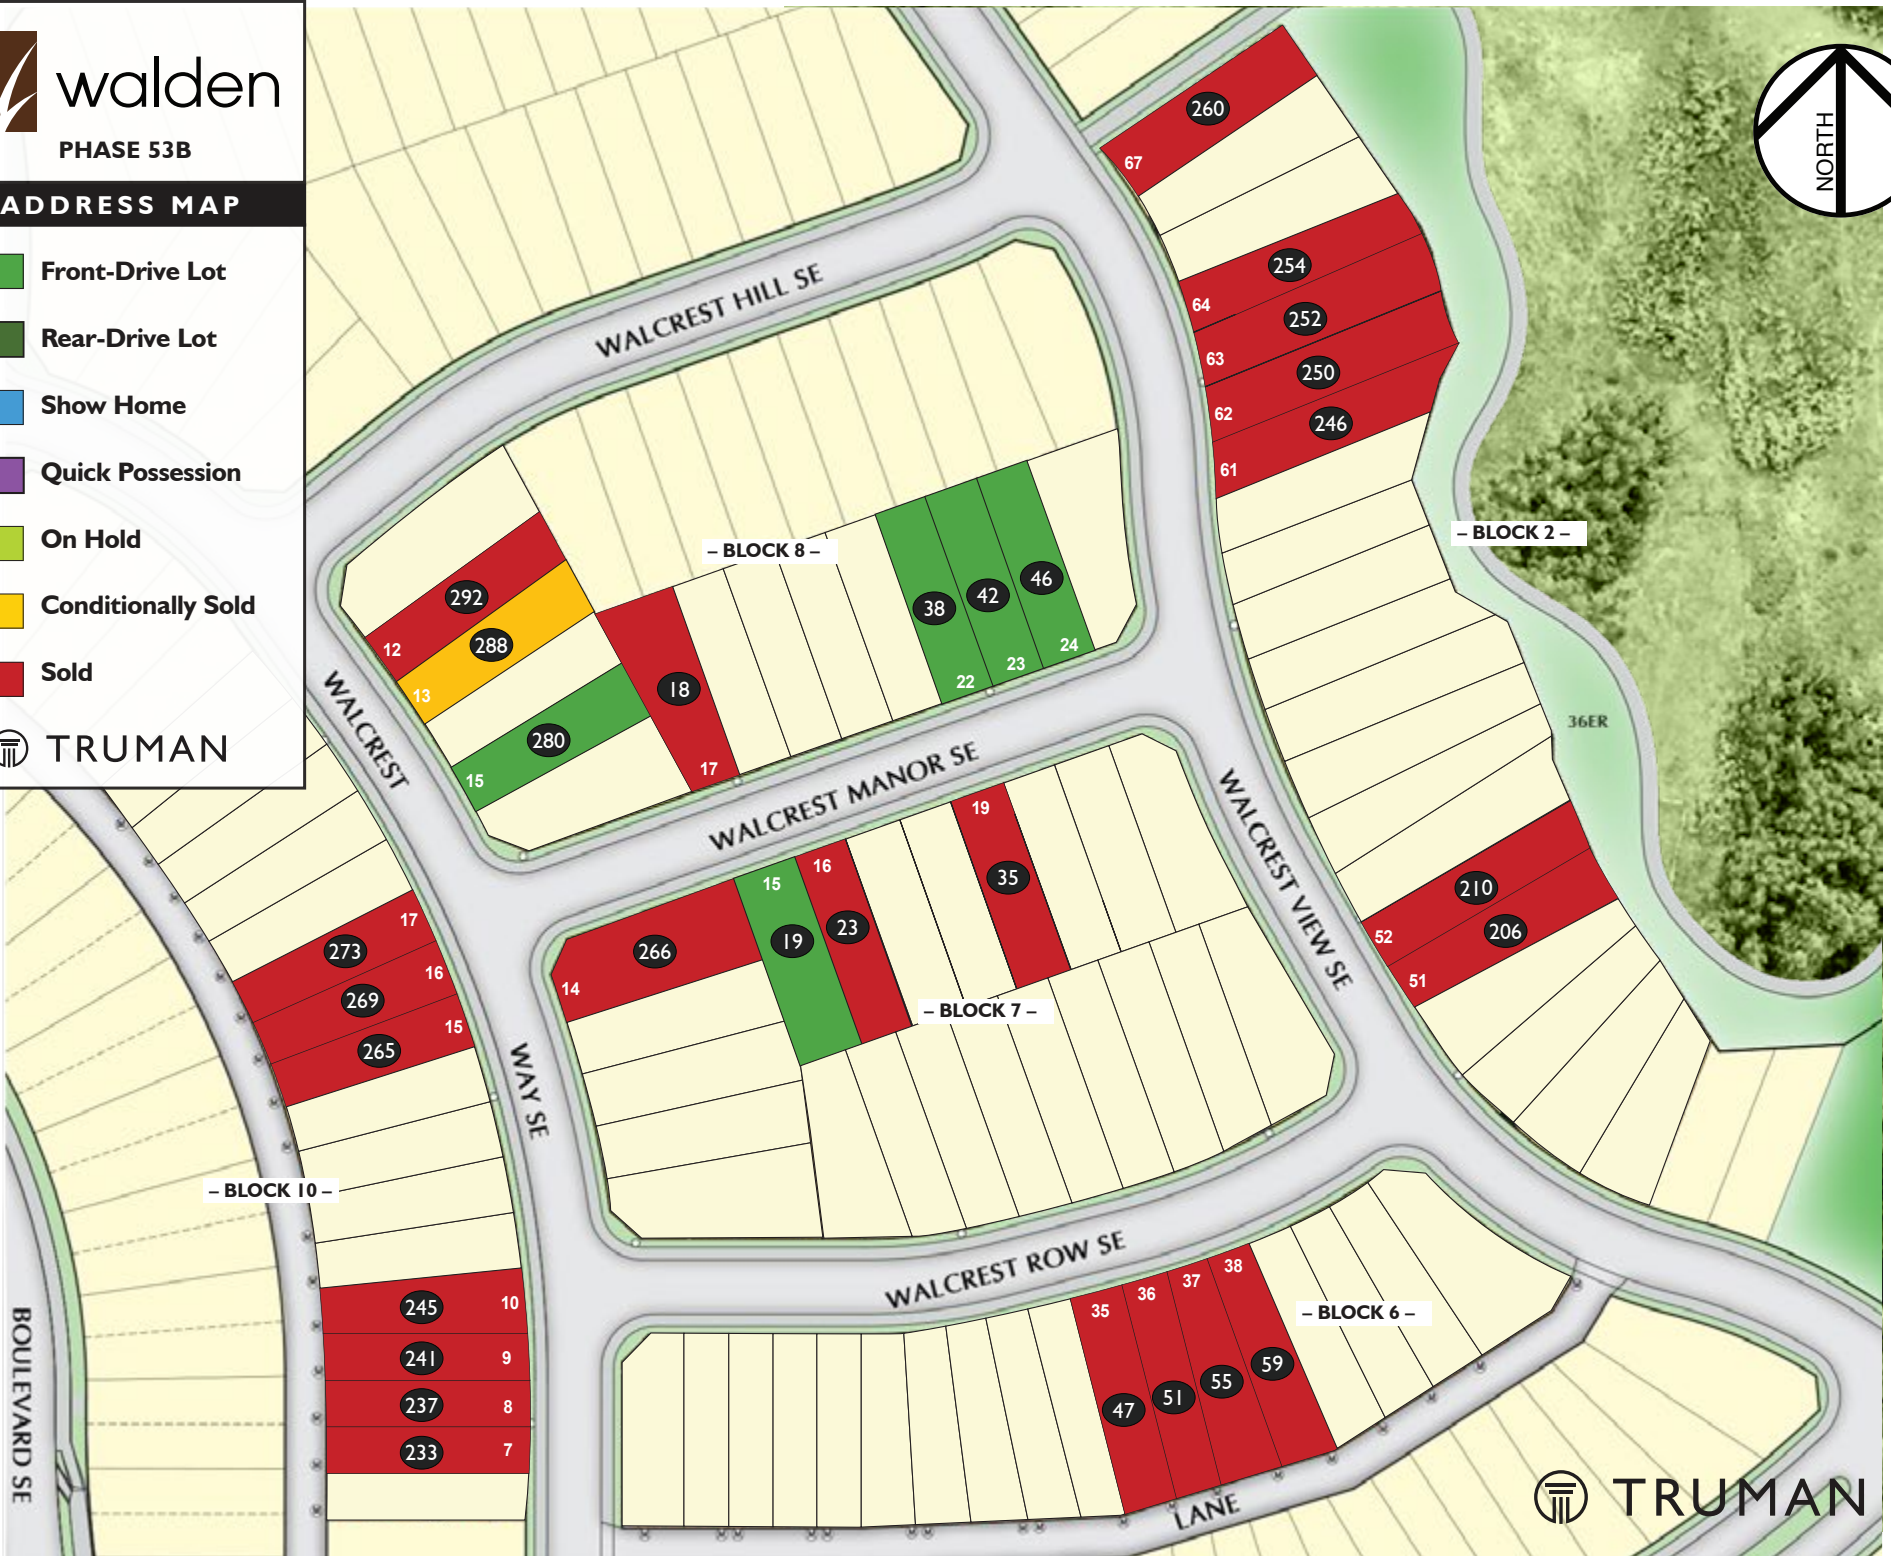 walden
PHASE 53B
ADDRESS MAP
Front-Drive Lot
Rear-Drive Lot
Show Home
Quick Possession
On Hold
Conditionally Sold
Sold
TRUMAN
NORTH
260
67
254
64
252
63
250
62
246
61
– BLOCK 2 –
36ER
210
52
206
51
WALCREST HILL SE
– BLOCK 8 –
292
12
288
13
280
15
18
17
38
22
42
23
46
24
WALCREST
WAY SE
WALCREST MANOR SE
WALCREST VIEW SE
266
14
15
19
16
23
19
35
– BLOCK 7 –
273
17
269
16
265
15
– BLOCK 10 –
245
10
241
9
237
8
233
7
WALCREST ROW SE
35
47
36
51
37
55
38
59
– BLOCK 6 –
LANE
BOULEVARD SE
TRUMAN